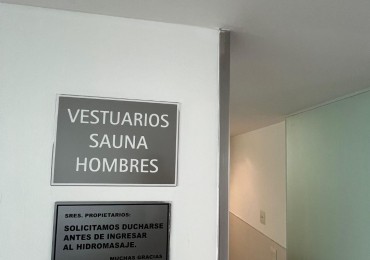 VESTUARIOS
SAUNA
HOMBRES
SRES. PROPIETARIOS:
SOLICITAMOS DUCHARSE
ANTES DE INGRESAR
AL HIDROMASAJE.
MUCHAS GRACIAS